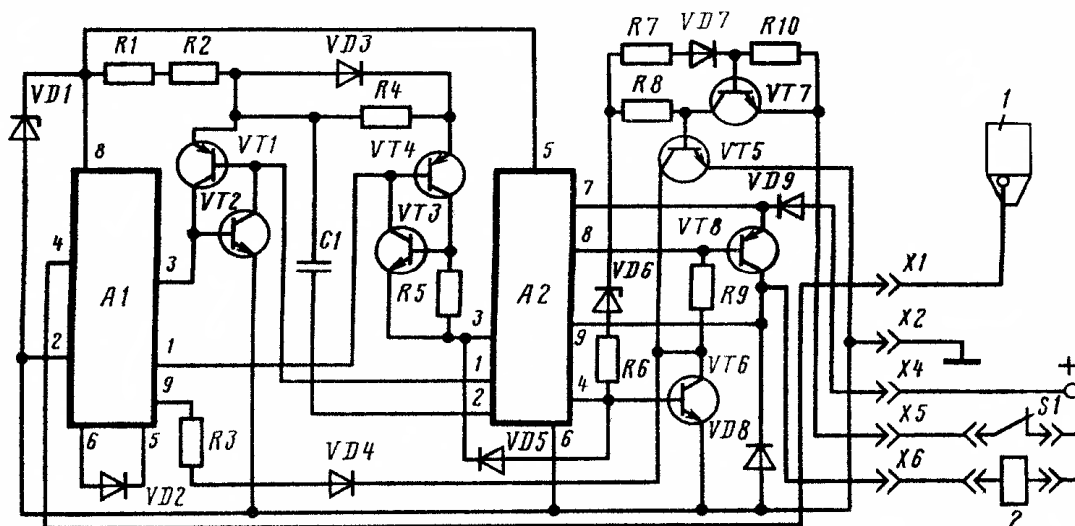 R1 R2 VD3 R7 VD7 R10
VD1 R4 R8 VT7 1
8 VT1 VT4 5 VT5
VT2 VT3 7 VD9
4 3 C1 8 VT8
A1 R5 A2 VD6 R9 X1
2 1 3 9 X2
9 1 R6 VT6 X4 +
R3 2 4 VD8 X5 S1
6 5 VD4 VD5 6 X6
VD2 2